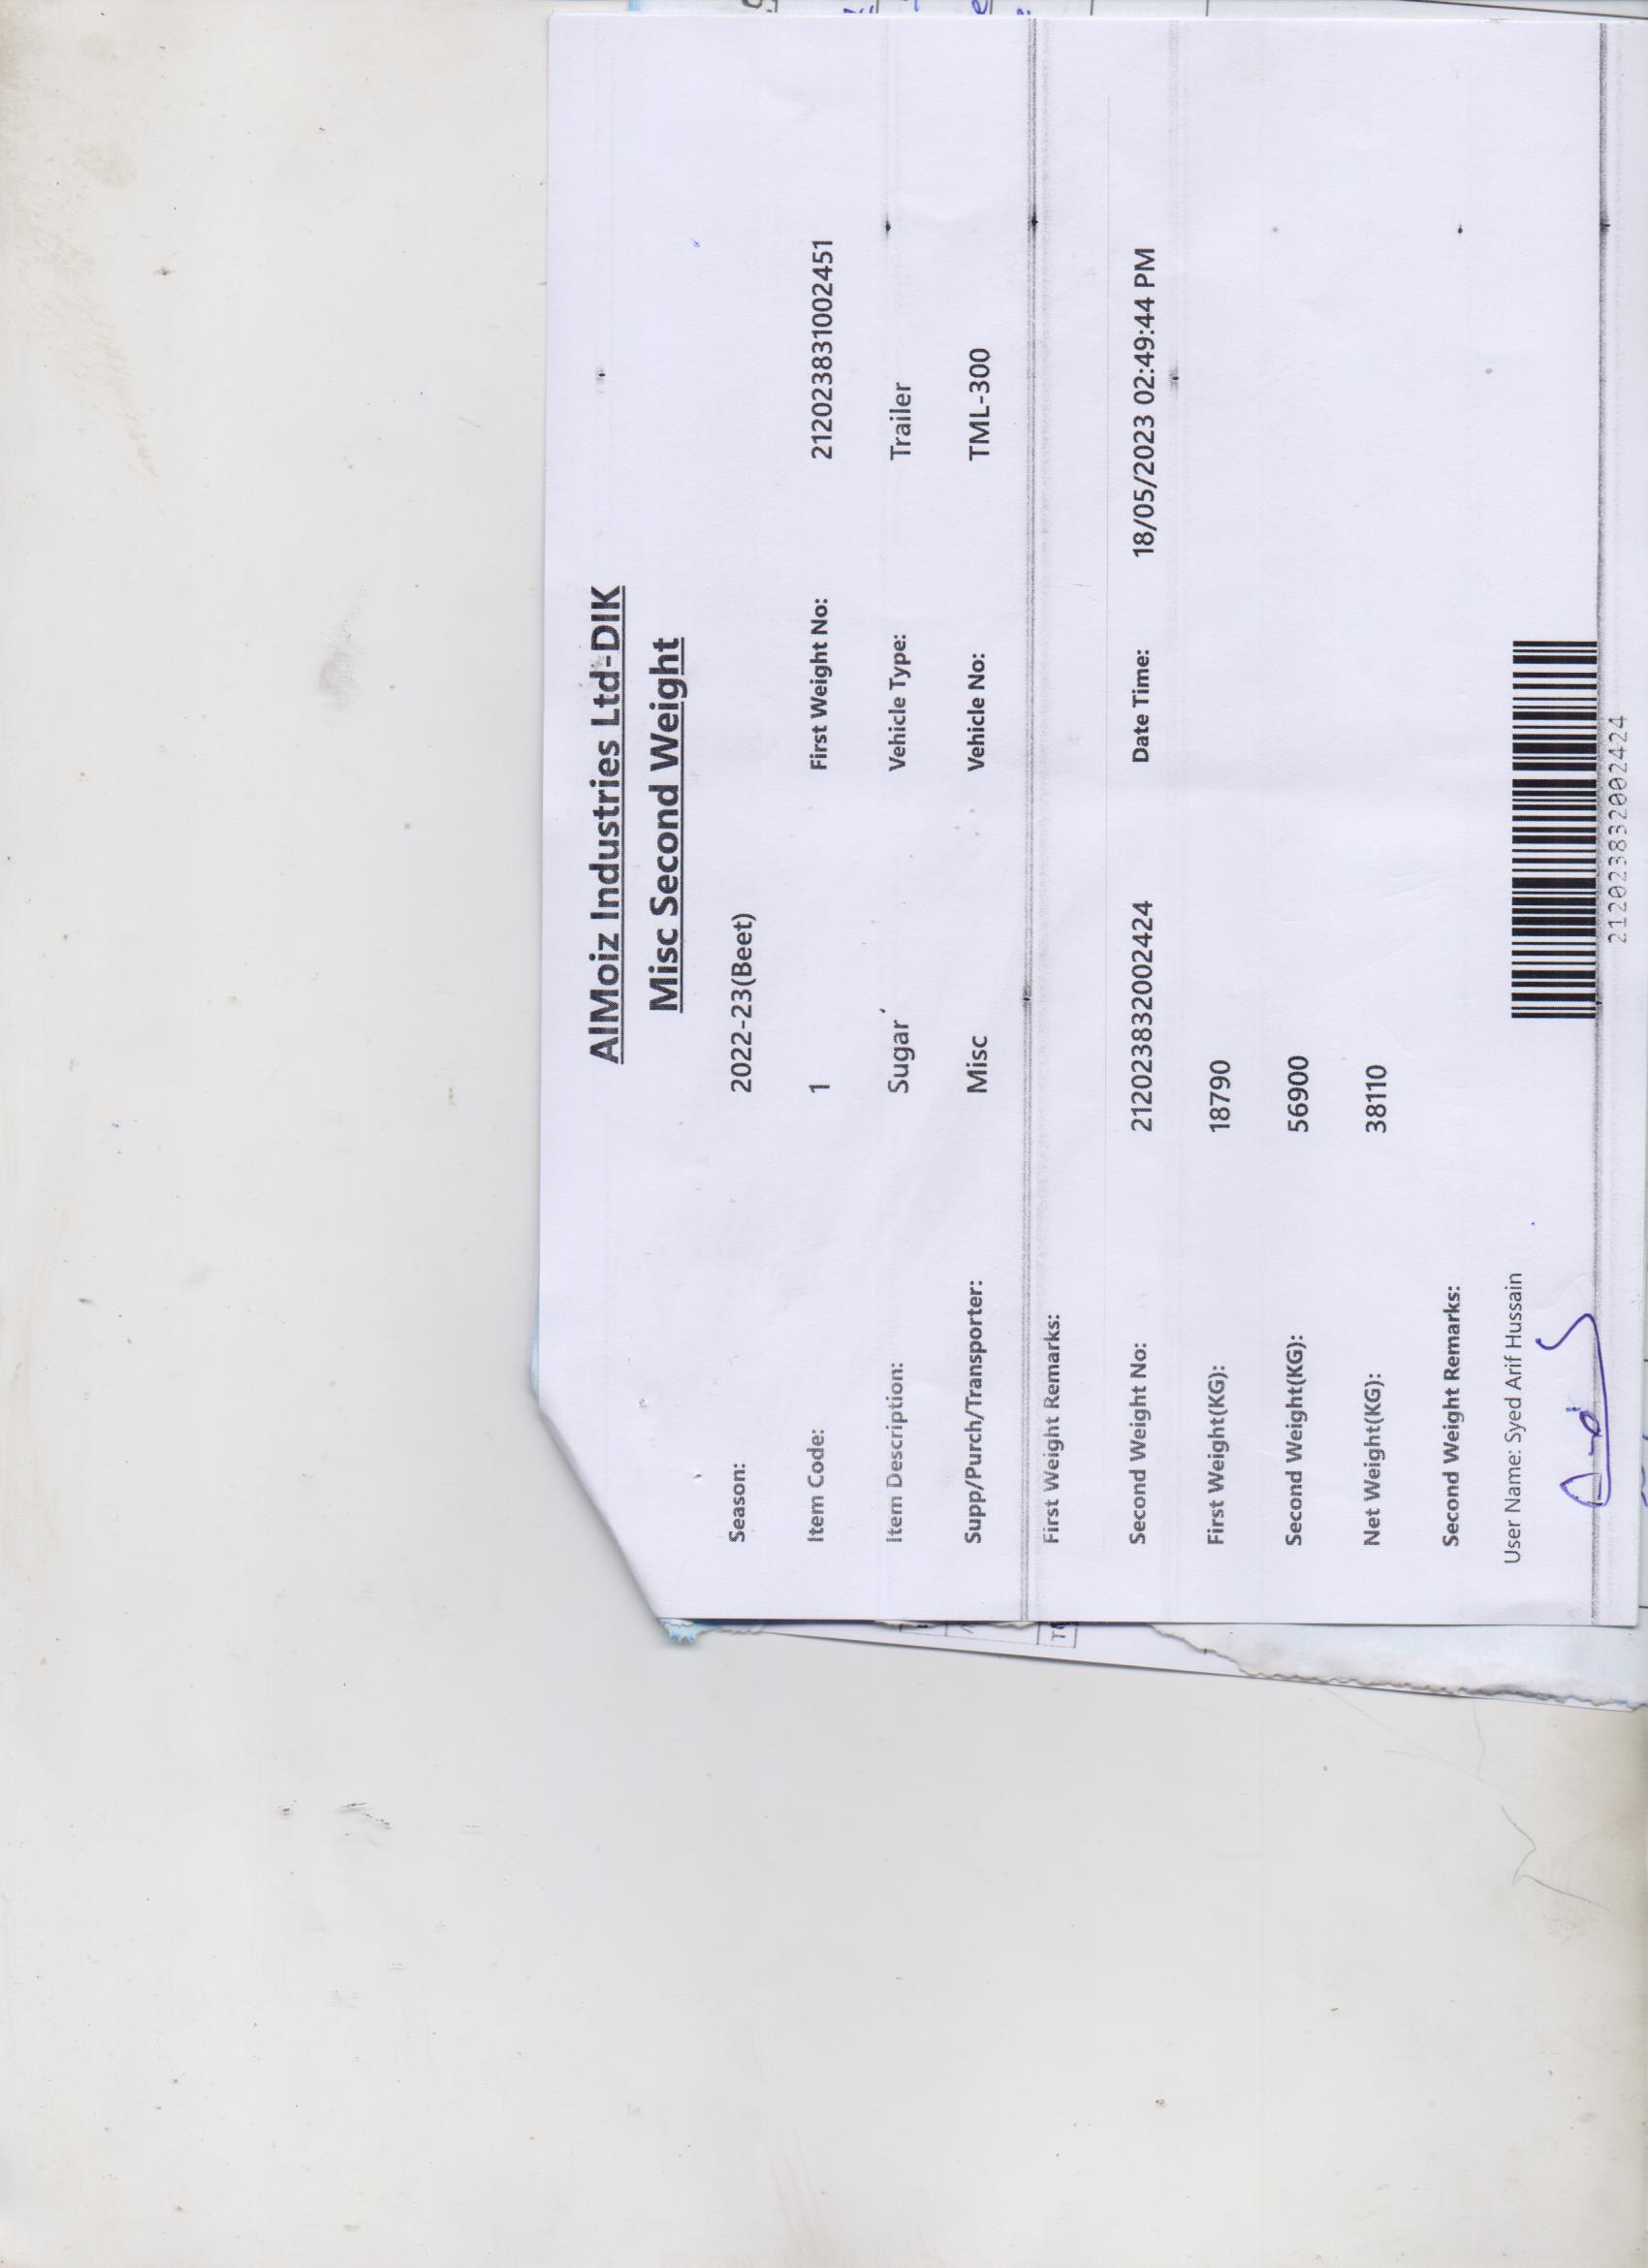 AlMoiz Industries Ltd-DIK
Misc Second Weight
Season: 2022-23(Beet)
Item Code: 1 First Weight No: 2120238310024​51
Item Description: Sugar Vehicle Type: Trailer
Supp/Purch/Transporter: Misc Vehicle No: TML-300
First Weight Remarks:
Second Weight No: 212023832002424 Date Time: 18/05/2023 02:49:44 PM
First Weight(KG): 18790
Second Weight(KG): 56900
Net Weight(KG): 38110
Second Weight Remarks:
User Name: Syed Arif Hussain
212023832002424